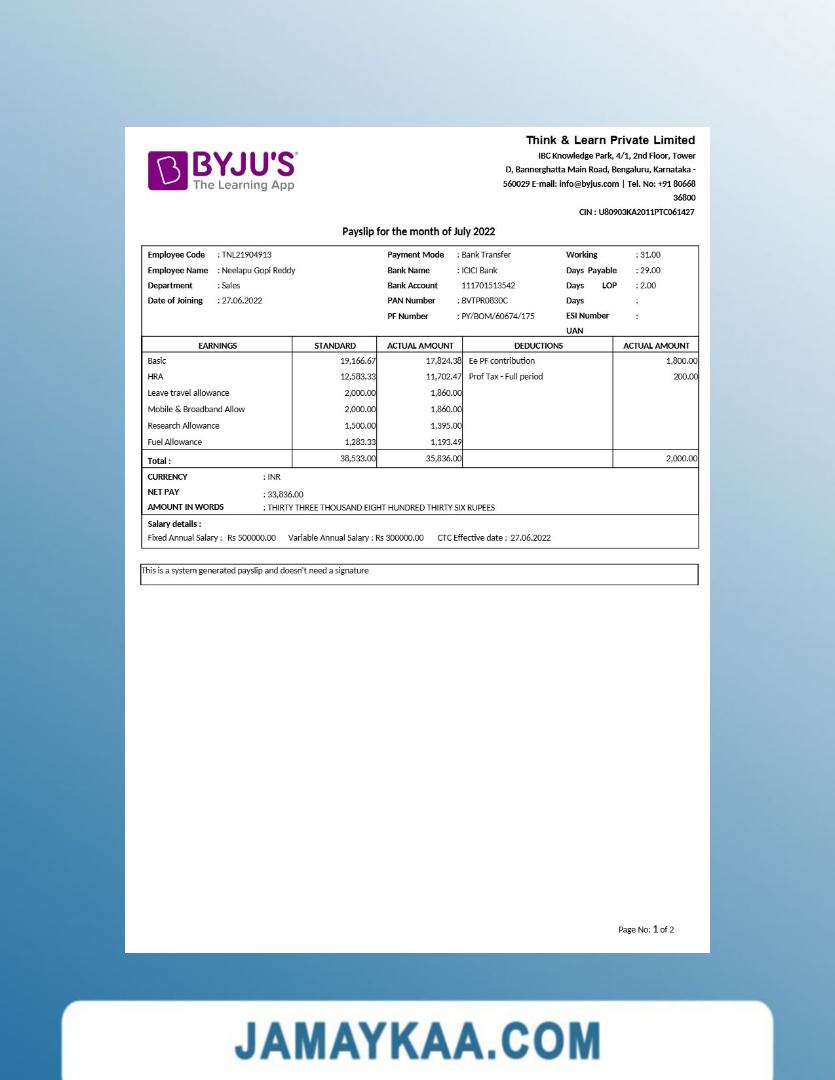 BYJU'S
The Learning App
Think & Learn Private Limited
IBC Knowledge Park, 4/1, 2nd Floor, Tower
D, Bannerghatta Main Road, Bengaluru, Karnataka -
560029 E-mail: info@byjus.com | Tel. No: +91 80668
36800
CIN : U80903KA2011PTC061427
Payslip for the month of July 2022
Employee Code : TNL21904913 Payment Mode : Bank Transfer Working : 31.00
Employee Name : Neelapu Gopi Reddy Bank Name : ICICI Bank Days Payable : 29.00
Department : Sales Bank Account 111701513542 Days LOP : 2.00
Date of Joining : 27.06.2022 PAN Number : BVTPR0830C Days :
PF Number : PY/BOM/60674/175 ESI Number :
UAN
EARNINGS STANDARD ACTUAL AMOUNT DEDUCTIONS ACTUAL AMOUNT
Basic 19,166.67 17,824.38 Ee PF contribution 1,800.00
HRA 12,583.33 11,702.47 Prof Tax - Full period 200.00
Leave travel allowance 2,000.00 1,860.00
Mobile & Broadband Allow 2,000.00 1,860.00
Research Allowance 1,500.00 1,395.00
Fuel Allowance 1,283.33 1,193.49
Total : 38,533.00 35,836.00 2,000.00
CURRENCY : INR
NET PAY : 33,836.00
AMOUNT IN WORDS : THIRTY THREE THOUSAND EIGHT HUNDRED THIRTY SIX RUPEES
Salary details :
Fixed Annual Salary : Rs 500000.00 Variable Annual Salary : Rs 300000.00 CTC Effective date : 27.06.2022
This is a system generated payslip and doesn't need a signature
Page No: 1 of 2
JAMAYKAA.COM